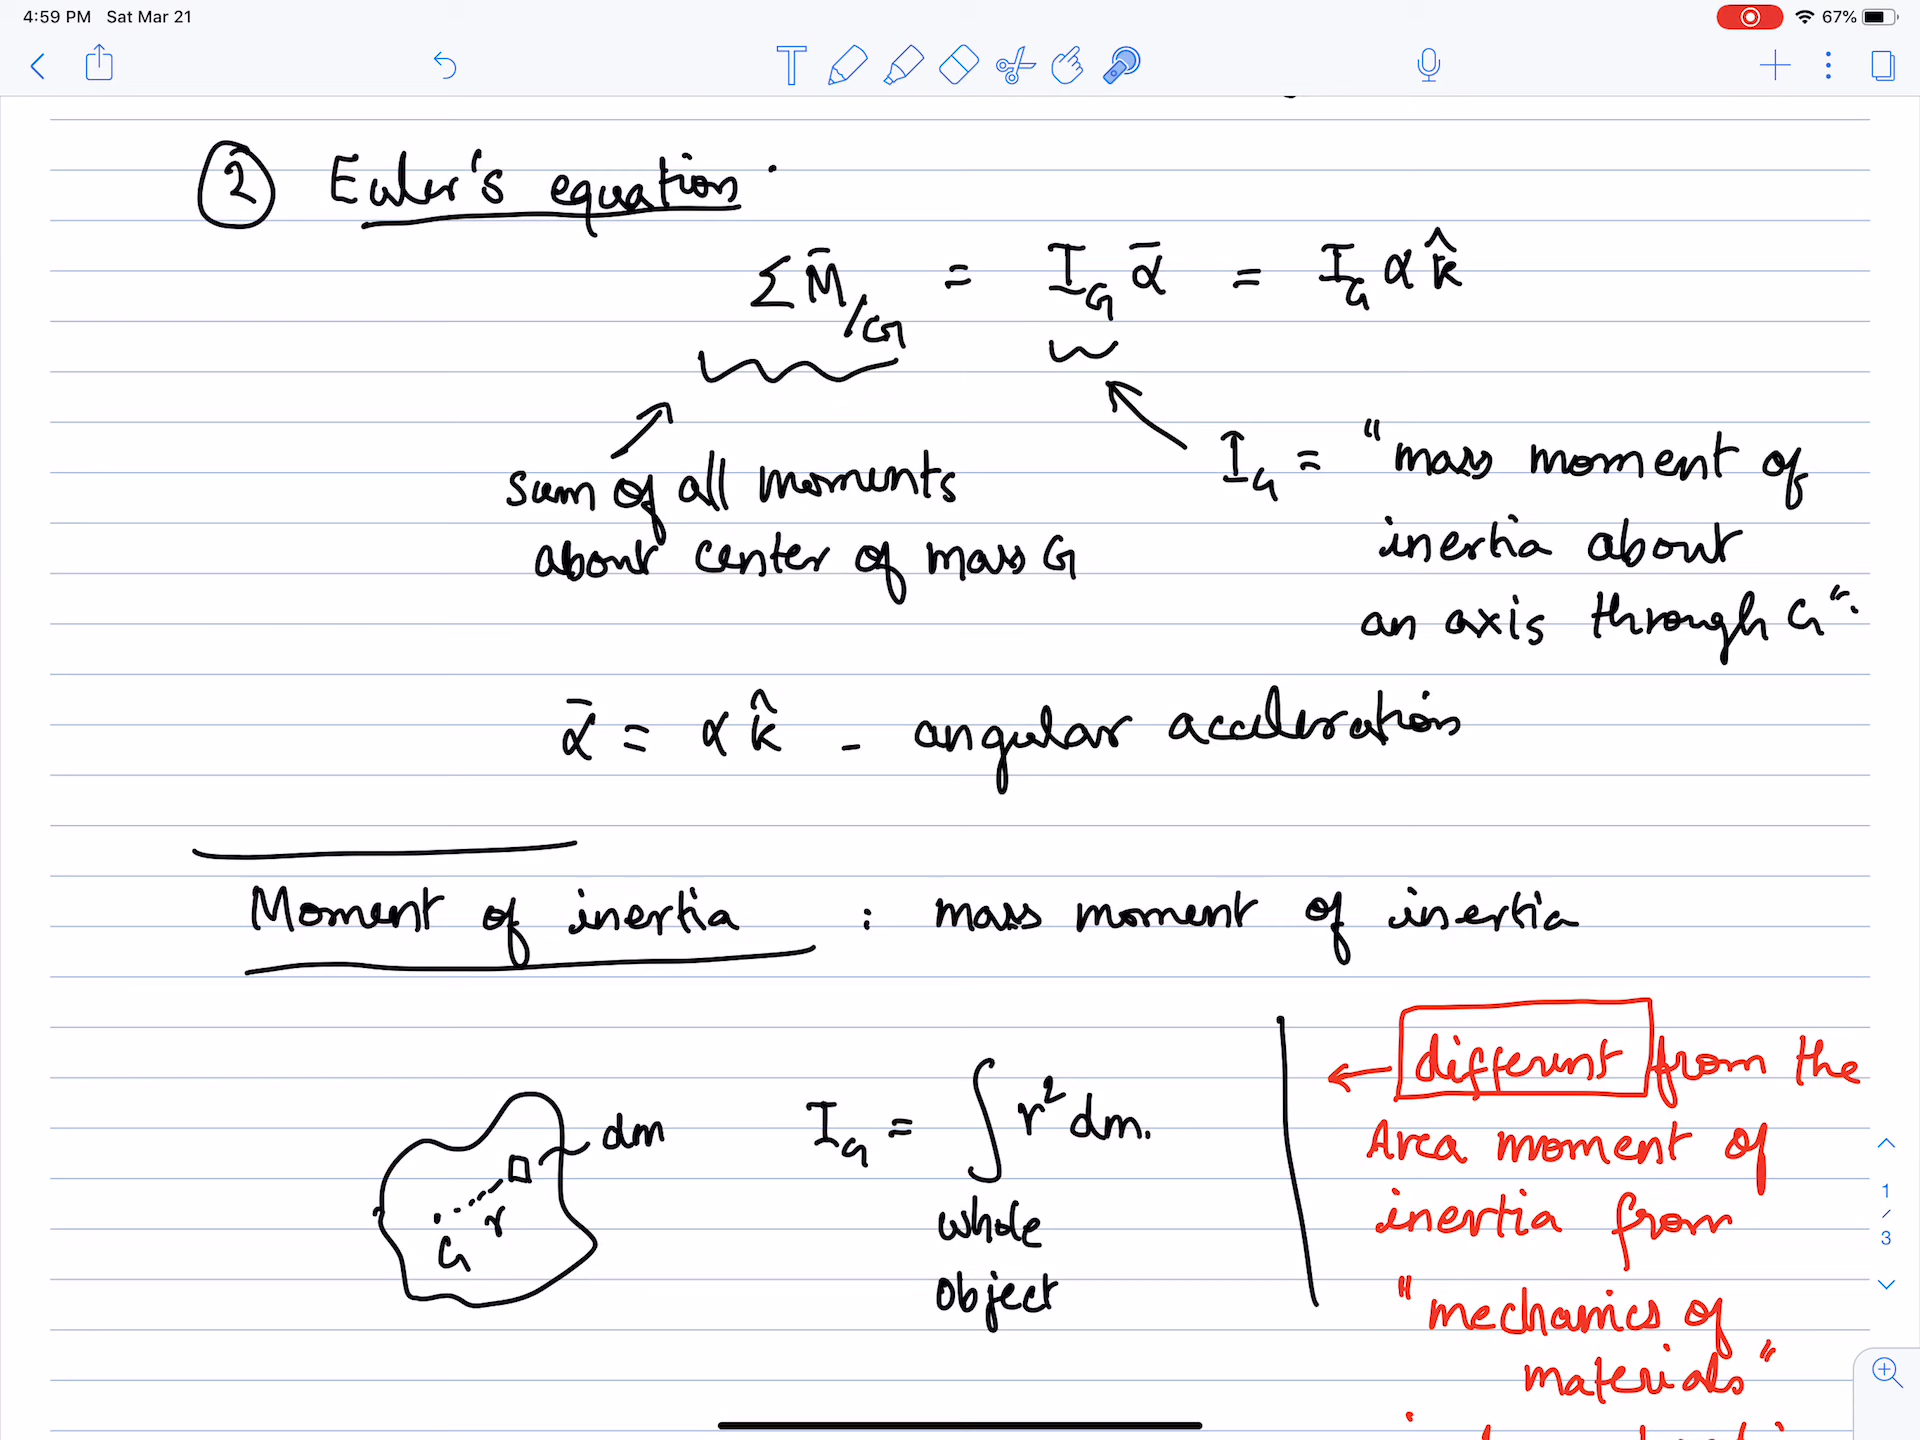 4:59 PM Sat Mar 21
67%
② Euler's equation.
Σ M̄/G = I_G ᾱ = I_G α k̂
sum of all moments
about center of mass G
I_G = "mass moment of
inertia about
an axis through G".
ᾱ = α k̂ - angular acceleration
Moment of inertia : mass moment of inertia
dm
r
G
I_G = ∫ r² dm.
whole
object
← different from the
Area moment of
inertia from
"mechanics of
materials"
1
/
3